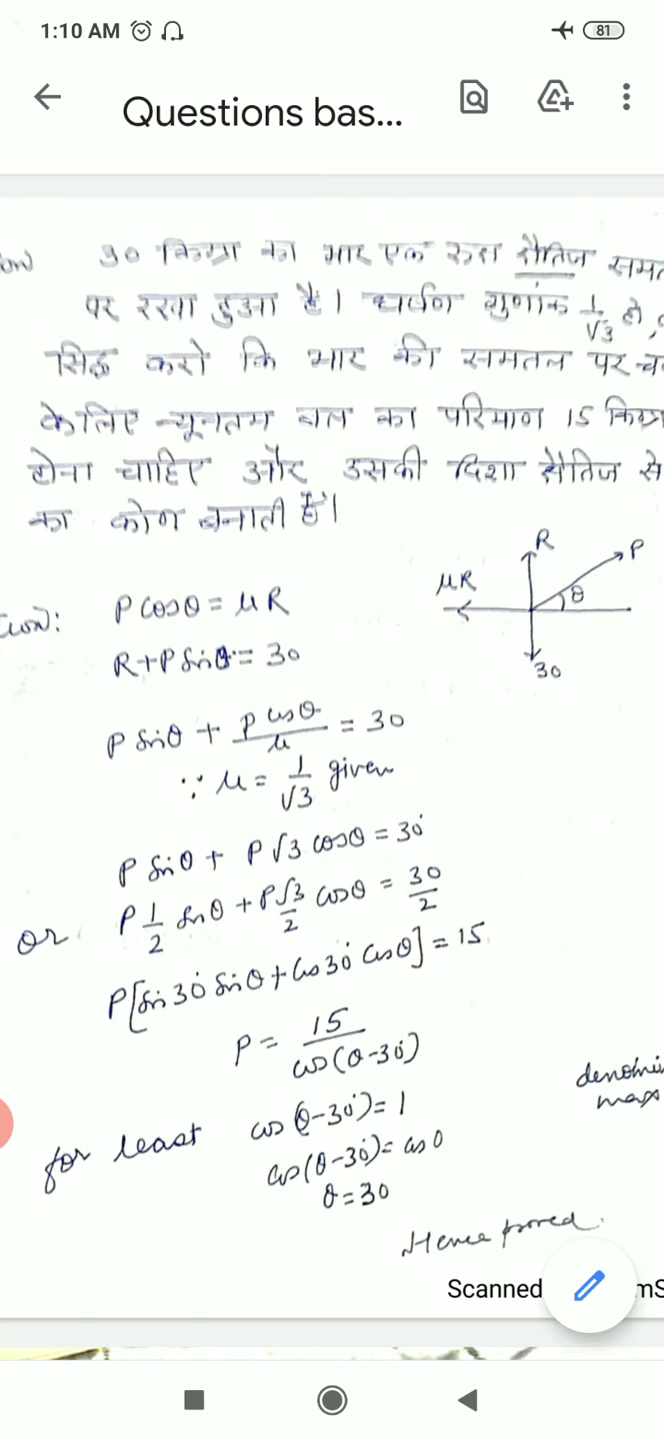 1:10 AM
81
Questions bas...
30 किग्रा का भार एक रुक्ष क्षैतिज समत
पर रखा हुआ है। घर्षण गुणांक 1/√3 हो,
सिद्ध करो कि भार की समतल पर च
के लिए न्यूनतम बल का परिमाण 15 किग्रा
होना चाहिए और उसकी दिशा क्षैतिज से
का कोण बनाती है।
R
P
μR
θ
30
tion: P cosθ = μR
R+P sinθ = 30
P sinθ + P cosθ/μ = 30
∵ μ = 1/√3 given
P sinθ + P√3 cosθ = 30
or P 1/2 sinθ + P √3/2 cosθ = 30/2
P[sin30° sinθ + cos30° cosθ] = 15
P = 15/cos(θ-30°)
denomi
max
for least cos(θ-30°) = 1
cos(θ-30°) = cos0
θ = 30
Hence proved.
Scanned
mS